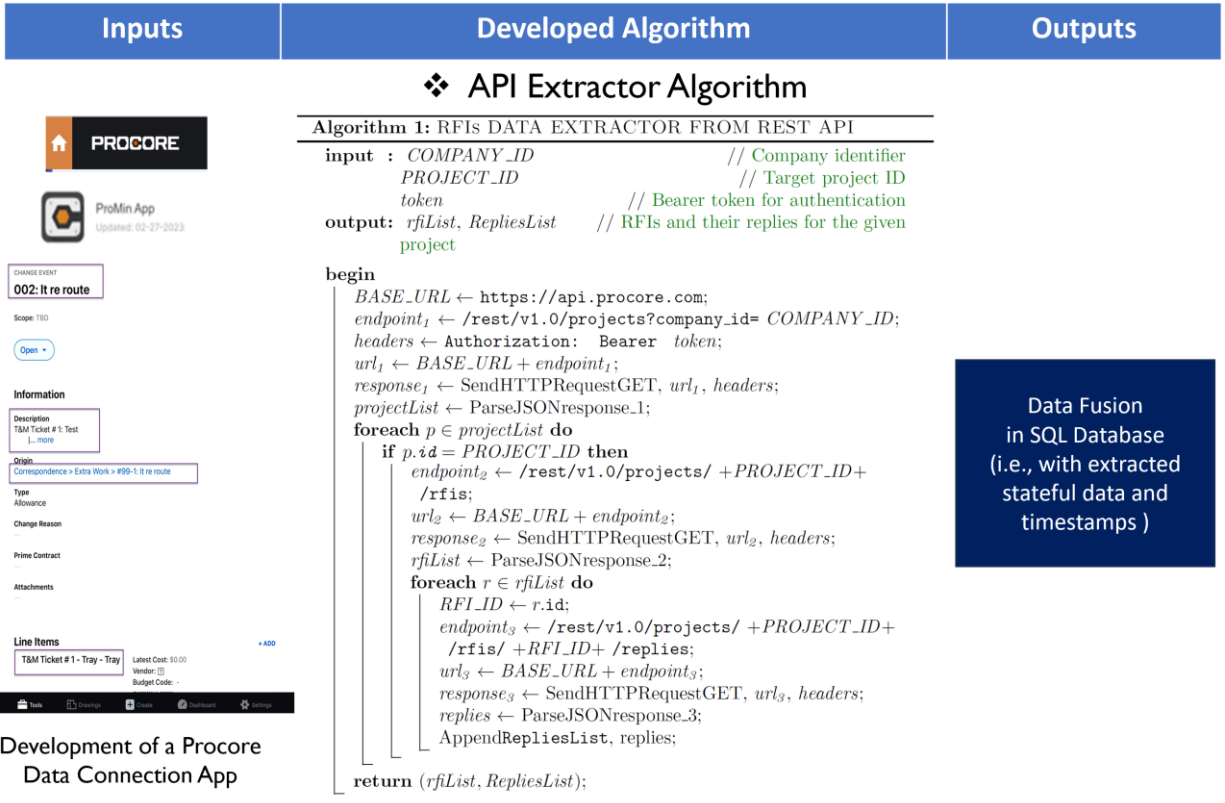 Inputs
Developed Algorithm
Outputs
❖ API Extractor Algorithm
PROCORE
ProMin App
Updated: 02-27-2023
CHANGE EVENT
002: It re route
Scope: TBD
Open
Information
Description
T&M Ticket # 1: Test
|... more
Origin
Correspondence > Extra Work > #99-1: It re route
Type
Allowance
Change Reason
--
Prime Contract
--
Attachments
--
Line Items
+ ADD
T&M Ticket # 1 - Tray - Tray
Latest Cost: $0.00
Vendor:
Budget Code: -
Tools
Drawings
Create
Dashboard
Settings
Development of a Procore
Data Connection App
Algorithm 1: RFIs DATA EXTRACTOR FROM REST API
input : COMPANY_ID // Company identifier
PROJECT_ID // Target project ID
token // Bearer token for authentication
output: rfiList, RepliesList // RFIs and their replies for the given
project
begin
BASE_URL ← https://api.procore.com;
endpoint₁ ← /rest/v1.0/projects?company_id= COMPANY_ID;
headers ← Authorization: Bearer token;
url₁ ← BASE_URL + endpoint₁;
response₁ ← SendHTTPRequestGET, url₁, headers;
projectList ← ParseJSONresponse_1;
foreach p ∈ projectList do
if p.id = PROJECT_ID then
endpoint₂ ← /rest/v1.0/projects/ +PROJECT_ID+
/rfis;
url₂ ← BASE_URL + endpoint₂;
response₂ ← SendHTTPRequestGET, url₂, headers;
rfiList ← ParseJSONresponse_2;
foreach r ∈ rfiList do
RFI_ID ← r.id;
endpoint₃ ← /rest/v1.0/projects/ +PROJECT_ID+
/rfis/ +RFI_ID+ /replies;
url₃ ← BASE_URL + endpoint₃;
response₃ ← SendHTTPRequestGET, url₃, headers;
replies ← ParseJSONresponse_3;
AppendRepliesList, replies;
return (rfiList, RepliesList);
Data Fusion
in SQL Database
(i.e., with extracted
stateful data and
timestamps )